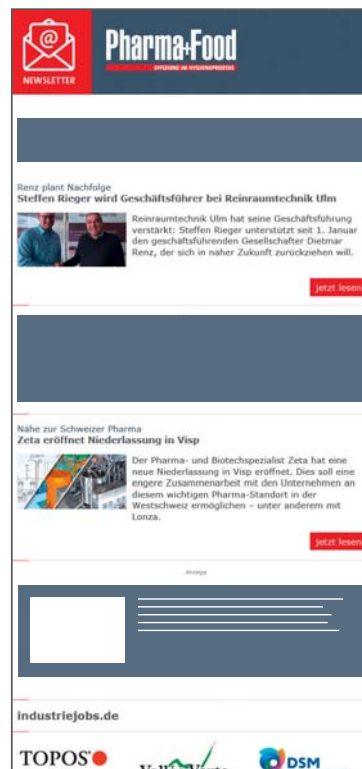 @
NEWSLETTER
Pharma+Food
EFFIZIENZ IM HYGIENEPROZESS
Renz plant Nachfolge
Steffen Rieger wird Geschäftsführer bei Reinraumtechnik Ulm
Reinraumtechnik Ulm hat seine Geschäftsführung
verstärkt: Steffen Rieger unterstützt seit 1. Januar
den geschäftsführenden Gesellschafter Dietmar
Renz, der sich in naher Zukunft zurückziehen will.
jetzt lesen
Nähe zur Schweizer Pharma
Zeta eröffnet Niederlassung in Visp
Der Pharma- und Biotechspezialist Zeta hat eine
neue Niederlassung in Visp eröffnet. Dies soll eine
engere Zusammenarbeit mit den Unternehmen an
diesem wichtigen Pharma-Standort in der
Westschweiz ermöglichen – unter anderem mit
Lonza.
jetzt lesen
Anzeige
industriejobs.de
TOPOS
DSM